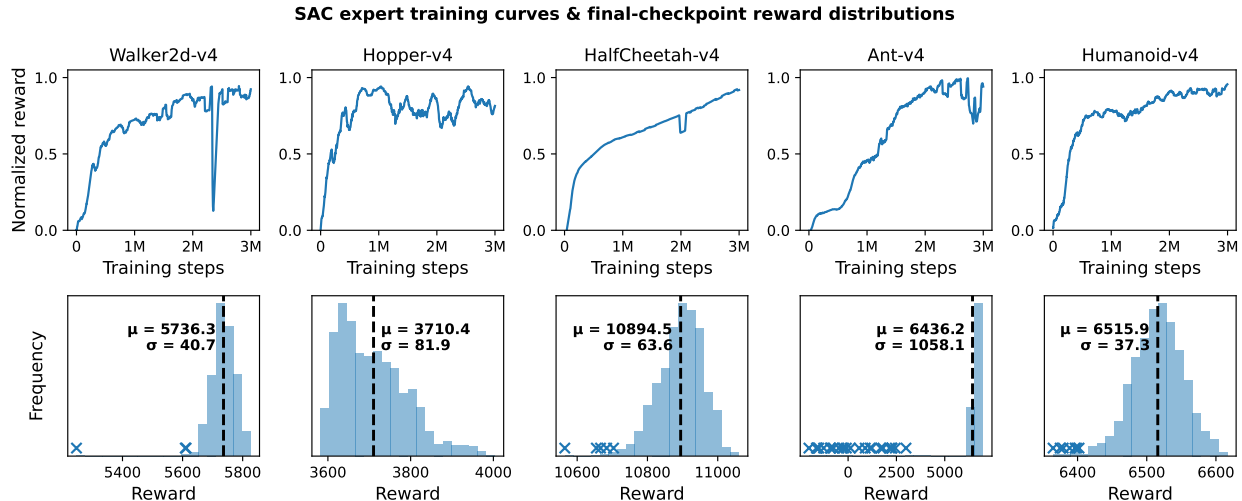 SAC expert training curves & final-checkpoint reward distributions
Walker2d-v4
Hopper-v4
HalfCheetah-v4
Ant-v4
Humanoid-v4
Normalized reward
1.0
0.5
0.0
0
1M
2M
3M
Training steps
1.0
0.5
0.0
0
1M
2M
3M
Training steps
1.0
0.5
0.0
0
1M
2M
3M
Training steps
1.0
0.5
0.0
0
1M
2M
3M
Training steps
1.0
0.5
0.0
0
1M
2M
3M
Training steps
Frequency
μ = 5736.3
σ = 40.7
5400
5600
5800
Reward
μ = 3710.4
σ = 81.9
3600
3800
4000
Reward
μ = 10894.5
σ = 63.6
10600
10800
11000
Reward
μ = 6436.2
σ = 1058.1
0
5000
Reward
μ = 6515.9
σ = 37.3
6400
6500
6600
Reward